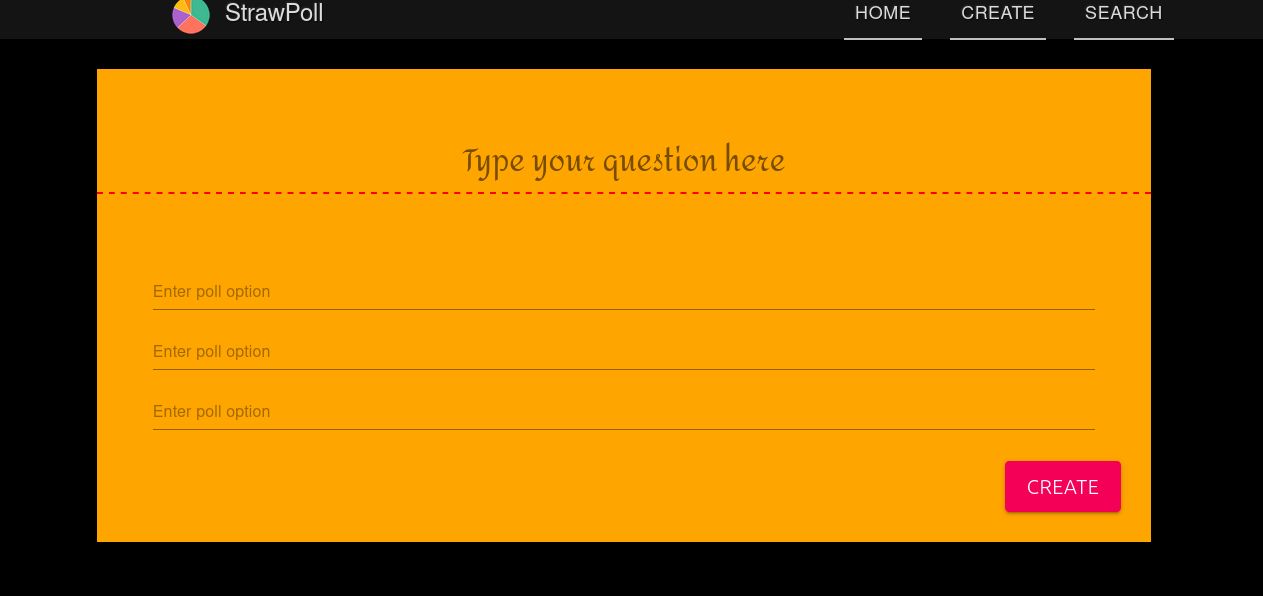 StrawPoll HOME CREATE SEARCH
Type your question here
Enter poll option
Enter poll option
Enter poll option
CREATE